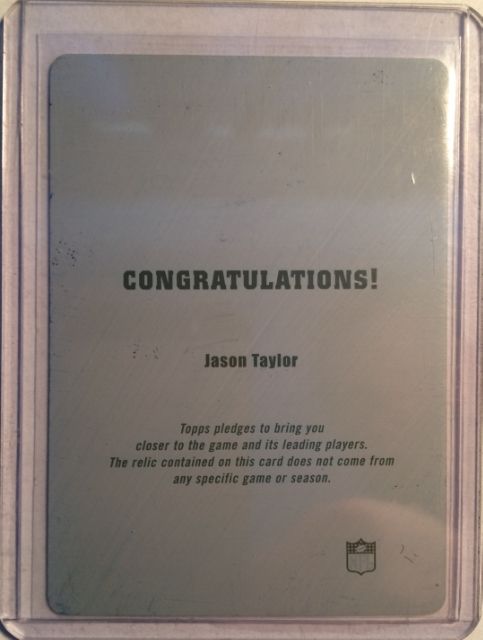 CONGRATULATIONS!
Jason Taylor
Topps pledges to bring you
closer to the game and its leading players.
The relic contained on this card does not come from
any specific game or season.